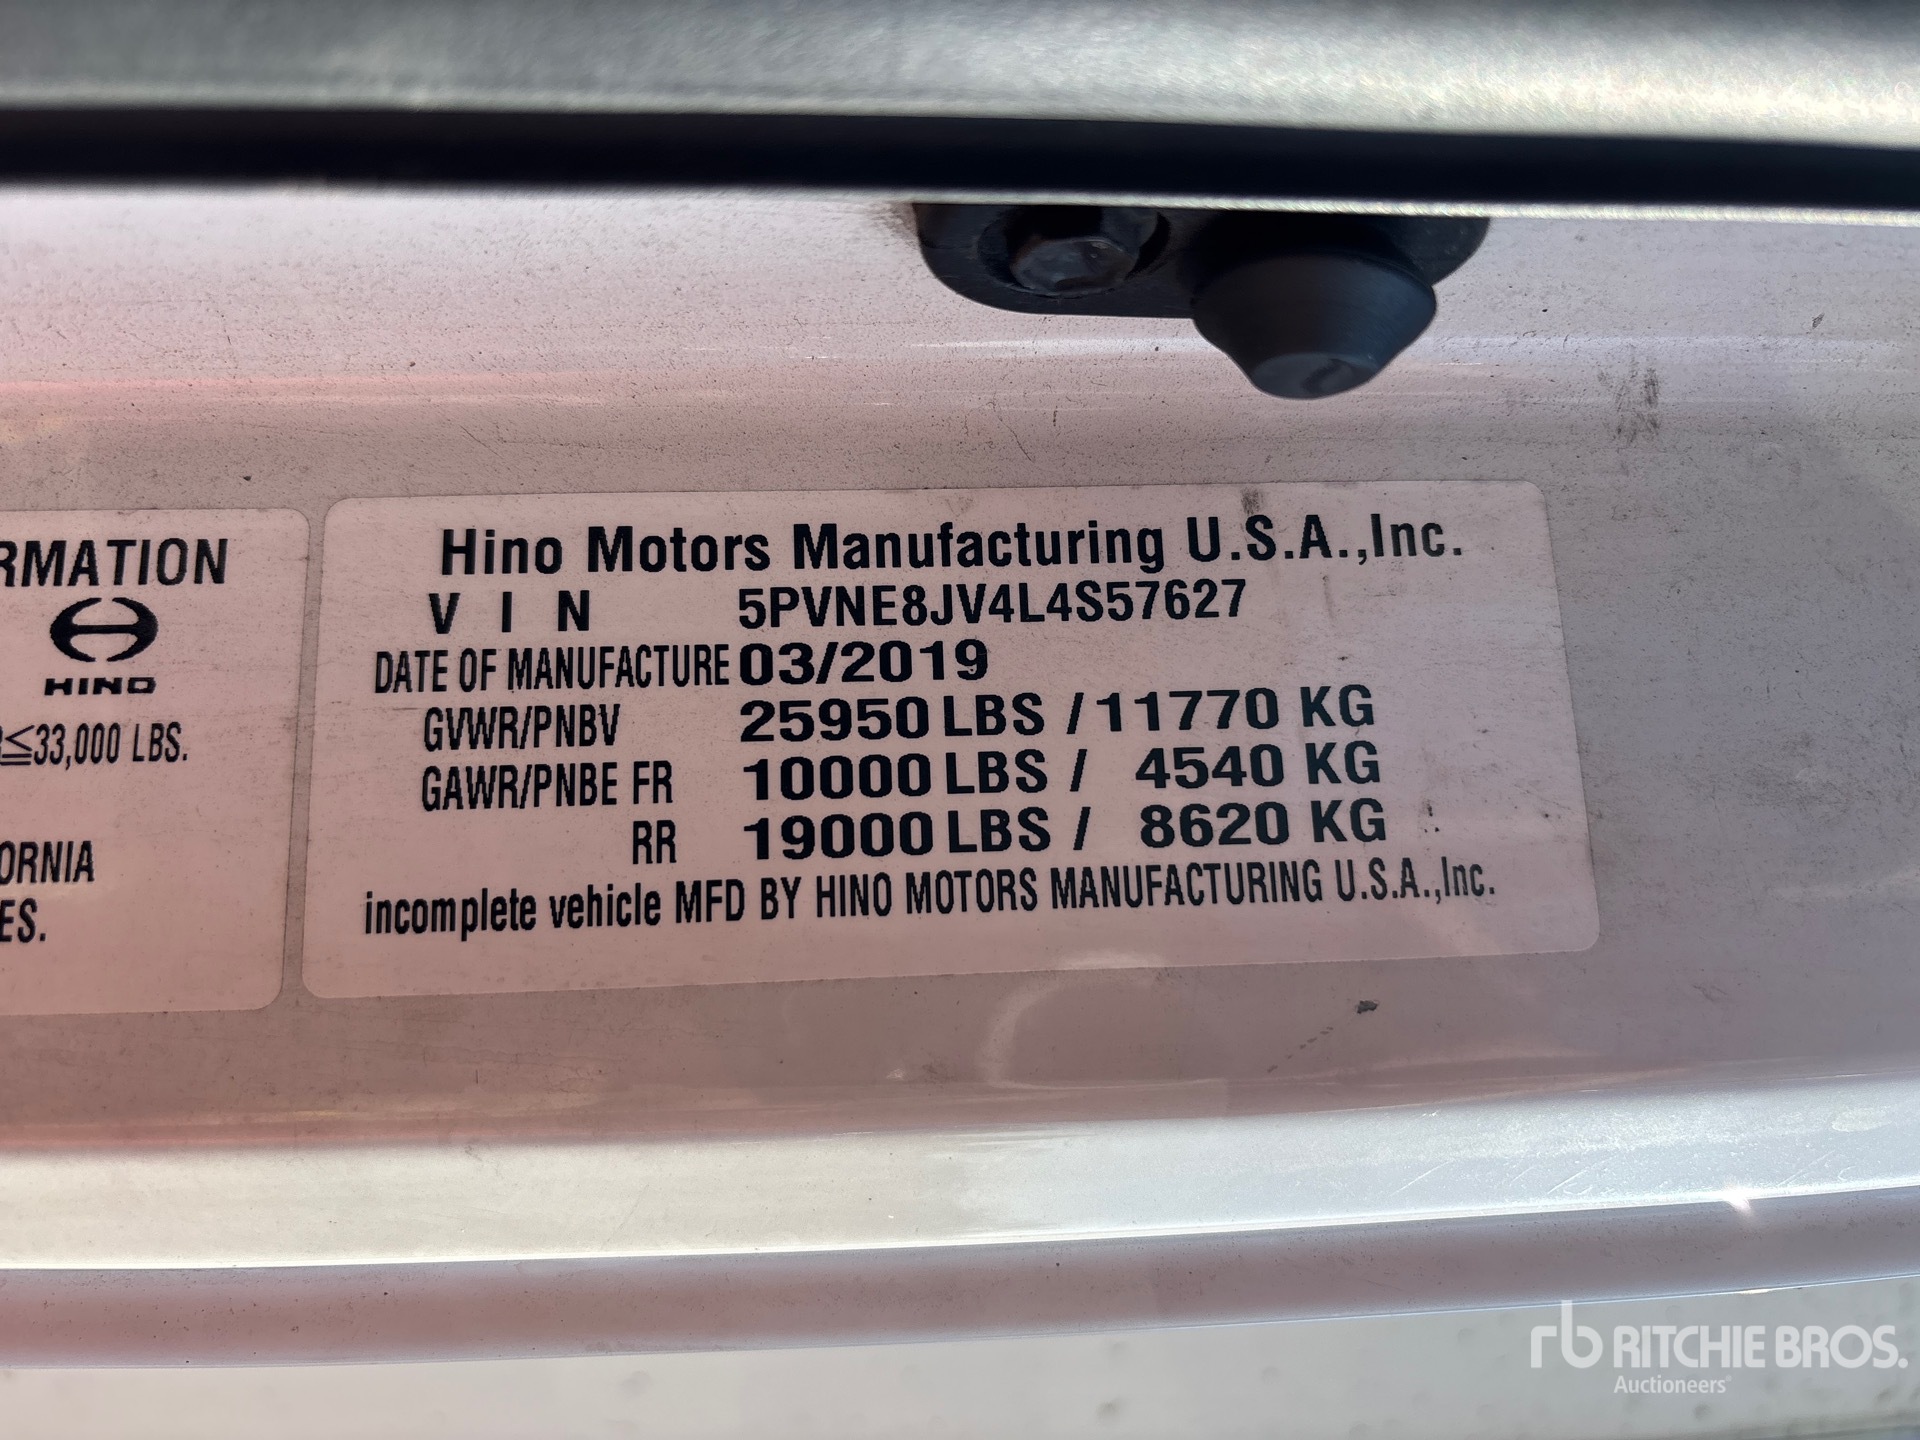 RMATION
HINO
≦33,000 LBS.
ORNIA
ES.
Hino Motors Manufacturing U.S.A.,Inc.
V I N 5PVNE8JV4L4S57627
DATE OF MANUFACTURE 03/2019
GVWR/PNBV 25950 LBS / 11770 KG
GAWR/PNBE FR 10000 LBS / 4540 KG
RR 19000 LBS / 8620 KG
incomplete vehicle MFD BY HINO MOTORS MANUFACTURING U.S.A.,Inc.
rb RITCHIE BROS.
Auctioneers